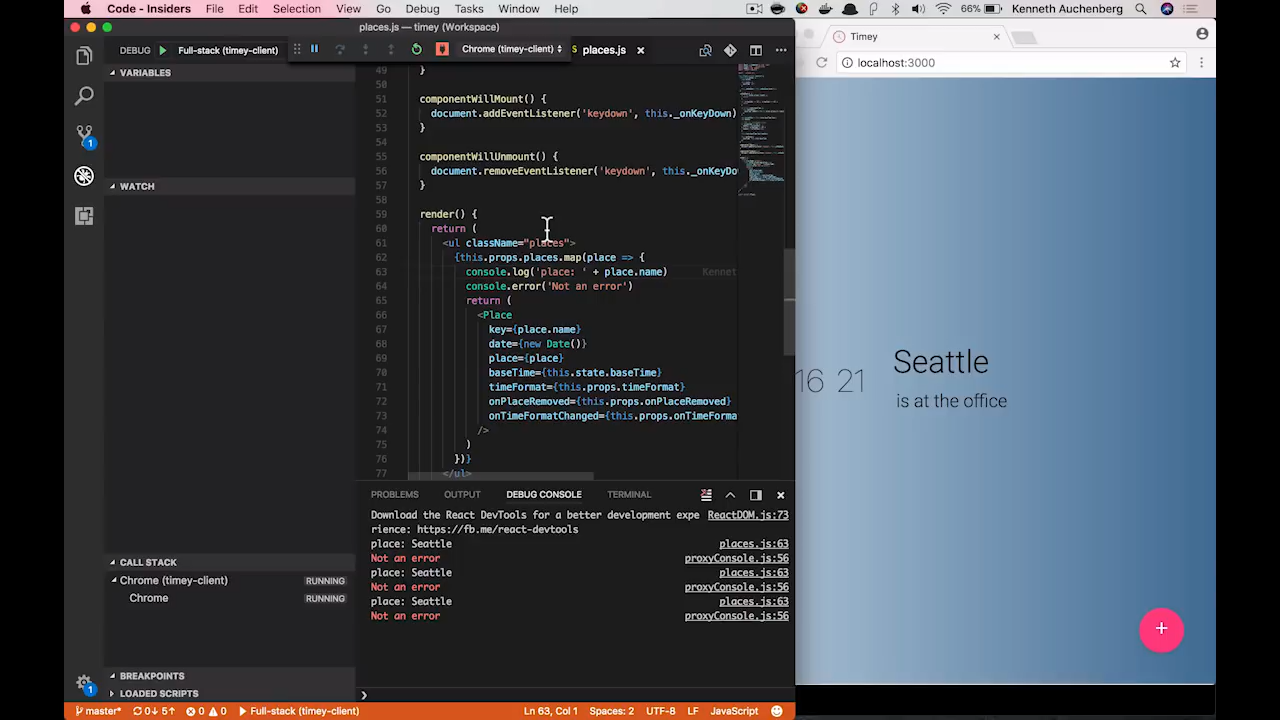 Code - Insiders File Edit Selection View Go Debug Tasks Window Help 66% Kenneth Auchenberg
places.js — timey (Workspace)
Timey
DEBUG Full-stack (timey-client) Chrome (timey-client) places.js
localhost:3000
VARIABLES
WATCH
CALL STACK
Chrome (timey-client) RUNNING
Chrome RUNNING
BREAKPOINTS
LOADED SCRIPTS
49 }
50
51 componentWillMount() {
52 document.addEventListener('keydown', this._onKeyDown)
53 }
54
55 componentWillUnmount() {
56 document.removeEventListener('keydown', this._onKeyDo
57 }
58
59 render() {
60 return (
61 <ul className="places">
62 {this.props.places.map(place => {
63 console.log('place: ' + place.name) Kennet
64 console.error('Not an error')
65 return (
66 <Place
67 key={place.name}
68 date={new Date()}
69 place={place}
70 baseTime={this.state.baseTime}
71 timeFormat={this.props.timeFormat}
72 onPlaceRemoved={this.props.onPlaceRemoved}
73 onTimeFormatChanged={this.props.onTimeForma
74 />
75 )
76 })}
77 </ul>
PROBLEMS OUTPUT DEBUG CONSOLE TERMINAL
Download the React DevTools for a better development expe ReactDOM.js:73
rience: https://fb.me/react-devtools
place: Seattle places.js:63
Not an error proxyConsole.js:56
place: Seattle places.js:63
Not an error proxyConsole.js:56
place: Seattle places.js:63
Not an error proxyConsole.js:56
1
1
master* 0↓ 5↑ 0 0 Full-stack (timey-client) Ln 63, Col 1 Spaces: 2 UTF-8 LF JavaScript
16 21
Seattle
is at the office
+